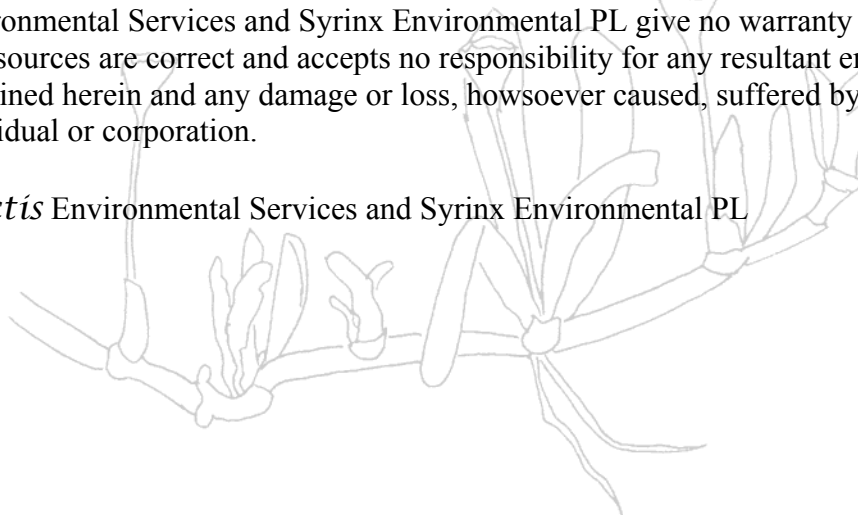 ronmental Services and Syrinx Environmental PL give no warranty
sources are correct and accepts no responsibility for any resultant er
ined herein and any damage or loss, howsoever caused, suffered by
idual or corporation.
tis Environmental Services and Syrinx Environmental PL